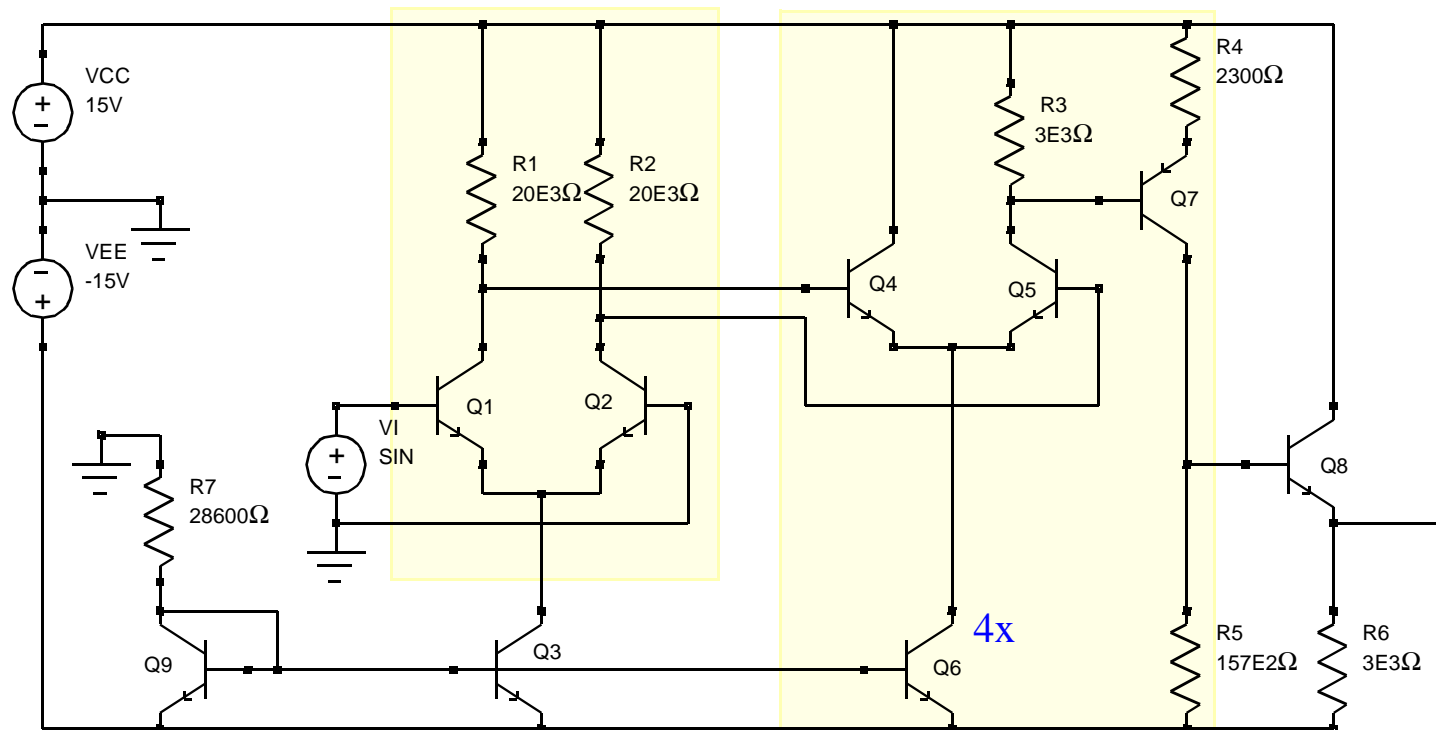 VCC
15V
VEE
-15V
R1
20E3Ω
R2
20E3Ω
R3
3E3Ω
R4
2300Ω
Q7
Q4
Q5
Q1
Q2
VI
SIN
+
−
+
−
−
+
R7
28600Ω
Q8
Q9
Q3
4x
Q6
R5
157E2Ω
R6
3E3Ω